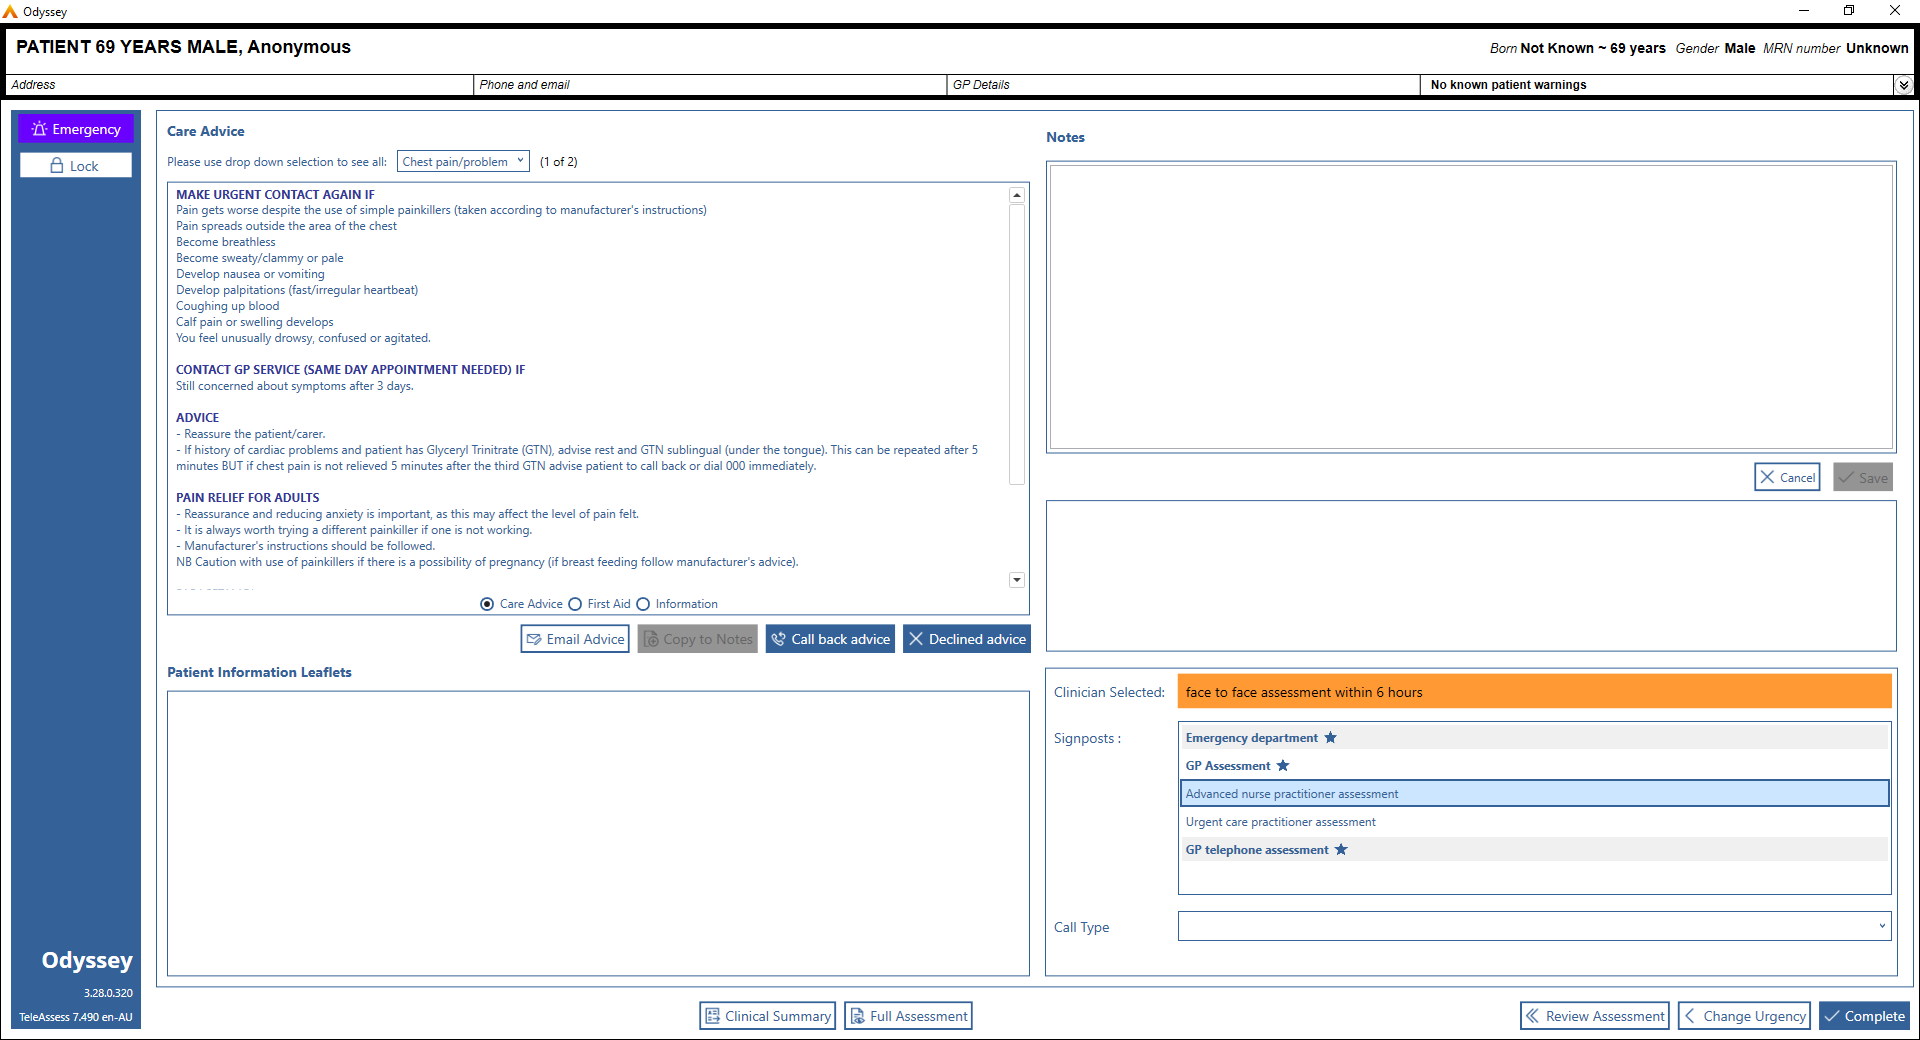 Odyssey
PATIENT 69 YEARS MALE, Anonymous
Born Not Known ~ 69 years Gender Male MRN number Unknown
Address
Phone and email
GP Details
No known patient warnings
Emergency
Lock
Care Advice
Please use drop down selection to see all: Chest pain/problem (1 of 2)
MAKE URGENT CONTACT AGAIN IF
Pain gets worse despite the use of simple painkillers (taken according to manufacturer's instructions)
Pain spreads outside the area of the chest
Become breathless
Become sweaty/clammy or pale
Develop nausea or vomiting
Develop palpitations (fast/irregular heartbeat)
Coughing up blood
Calf pain or swelling develops
You feel unusually drowsy, confused or agitated.
CONTACT GP SERVICE (SAME DAY APPOINTMENT NEEDED) IF
Still concerned about symptoms after 3 days.
ADVICE
- Reassure the patient/carer.
- If history of cardiac problems and patient has Glyceryl Trinitrate (GTN), advise rest and GTN sublingual (under the tongue). This can be repeated after 5
minutes BUT if chest pain is not relieved 5 minutes after the third GTN advise patient to call back or dial 000 immediately.
PAIN RELIEF FOR ADULTS
- Reassurance and reducing anxiety is important, as this may affect the level of pain felt.
- It is always worth trying a different painkiller if one is not working.
- Manufacturer's instructions should be followed.
NB Caution with use of painkillers if there is a possibility of pregnancy (if breast feeding follow manufacturer's advice).
Care Advice First Aid Information
Email Advice
Copy to Notes
Call back advice
Declined advice
Patient Information Leaflets
Notes
Cancel
Save
Clinician Selected: face to face assessment within 6 hours
Signposts :
Emergency department ★
GP Assessment ★
Advanced nurse practitioner assessment
Urgent care practitioner assessment
GP telephone assessment ★
Call Type
Odyssey
3.28.0.320
TeleAssess 7.490 en-AU
Clinical Summary
Full Assessment
Review Assessment
Change Urgency
Complete